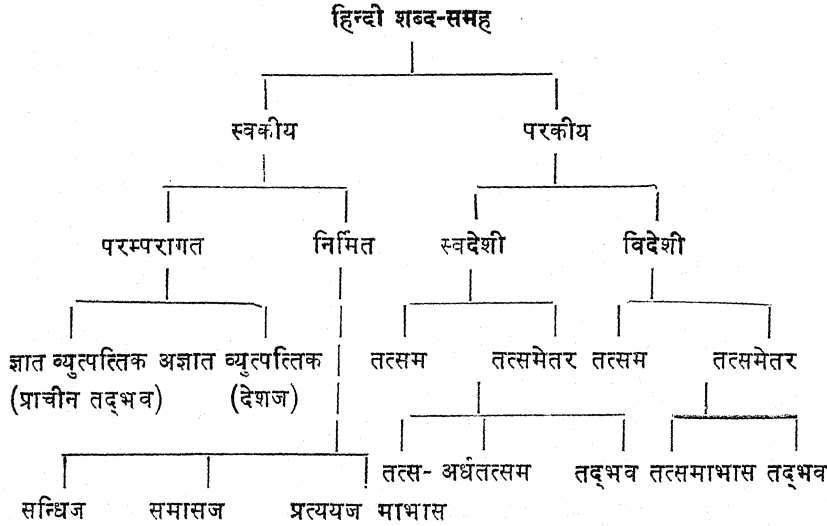 हिन्दी शब्द-समह
स्वकीय परकीय
परम्परागत निर्मित स्वदेशी विदेशी
ज्ञात व्युत्पत्तिक अज्ञात व्युत्पत्तिक तत्सम तत्समेतर तत्सम तत्समेतर
(प्राचीन तद्‌भव) (देशज)
तत्स- अर्धतत्सम तद्‌भव तत्समाभास तद्‌भव
सन्धिज समासज प्रत्ययज माभास